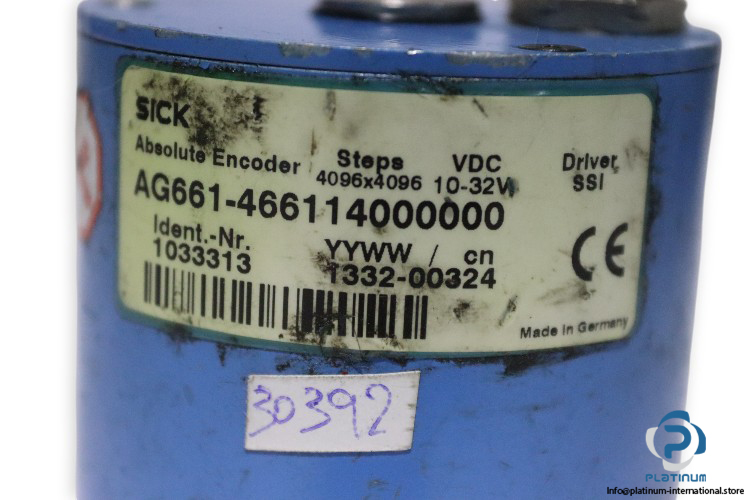 SICK
Absolute Encoder Steps VDC Driver
4096x4096 10-32V SSI
AG661-466114000000
Ident.-Nr. YYWW / cn
1033313 1332-00324
CE
Made in Germany
30392
PLATINUM
Info@platinum-international.store